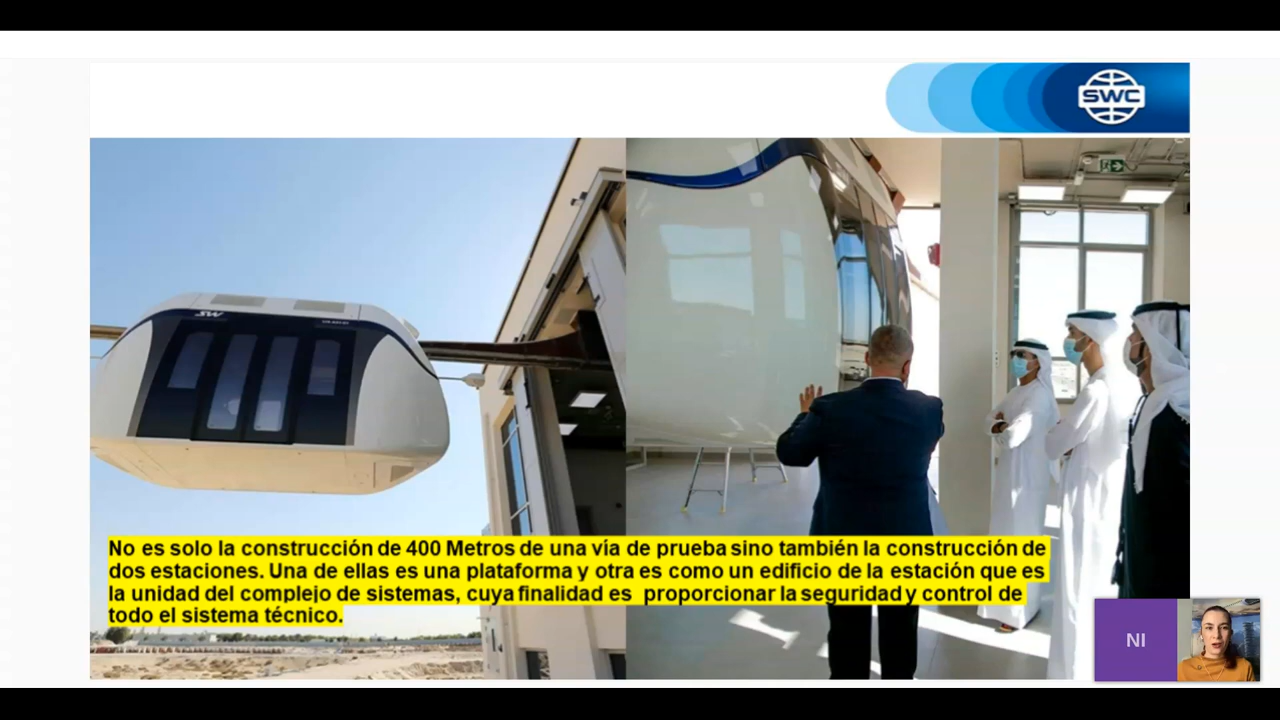 SWC
SW
No es solo la construcción de 400 Metros de una vía de prueba sino también la construcción de
dos estaciones. Una de ellas es una plataforma y otra es como un edificio de la estación que es
la unidad del complejo de sistemas, cuya finalidad es proporcionar la seguridad y control de
todo el sistema técnico.
NI